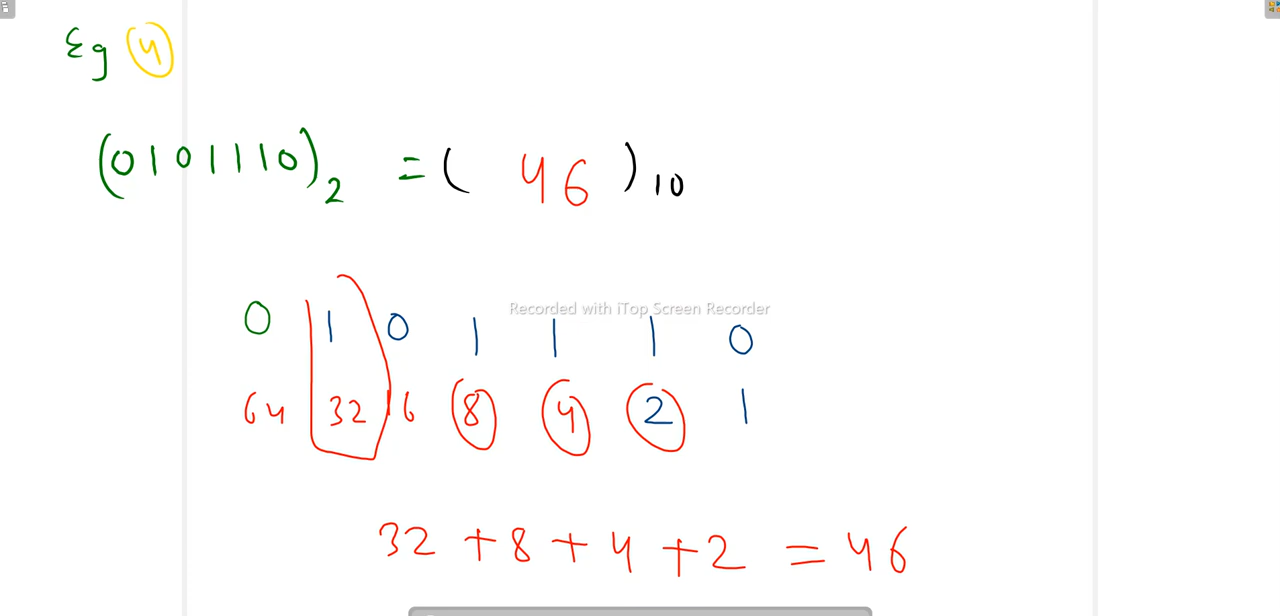 Eg 4
(0101110)2 = ( 46 )10
Recorded with iTop Screen Recorder
0 1 0 1 1 1 0
64 32 16 8 4 2 1
32 + 8 + 4 + 2 = 46